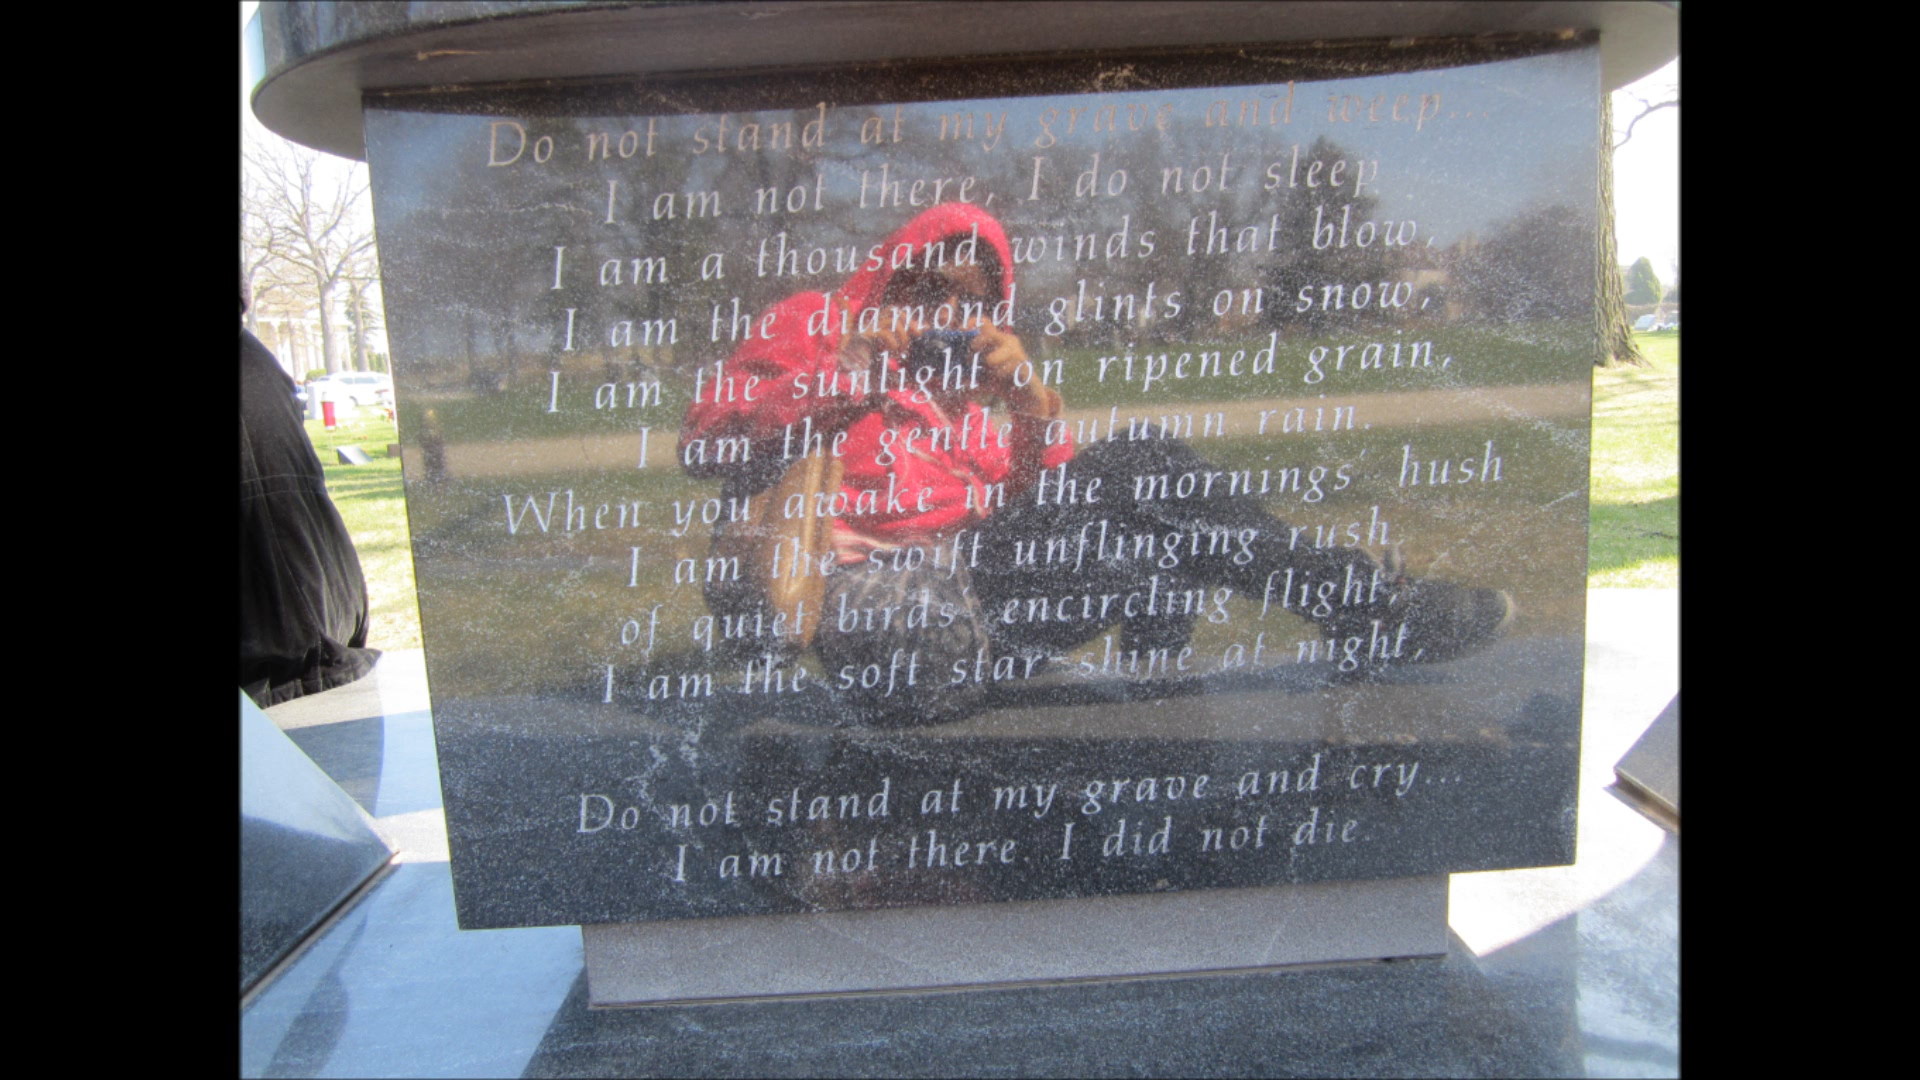 Do not stand at my grave and weep...
I am not there, I do not sleep
I am a thousand winds that blow,
I am the diamond glints on snow,
I am the sunlight on ripened grain,
I am the gentle autumn rain.
When you awake in the mornings' hush
I am the swift unflinging rush
of quiet birds encircling flight,
I am the soft star-shine at night,
Do not stand at my grave and cry...
I am not there. I did not die.